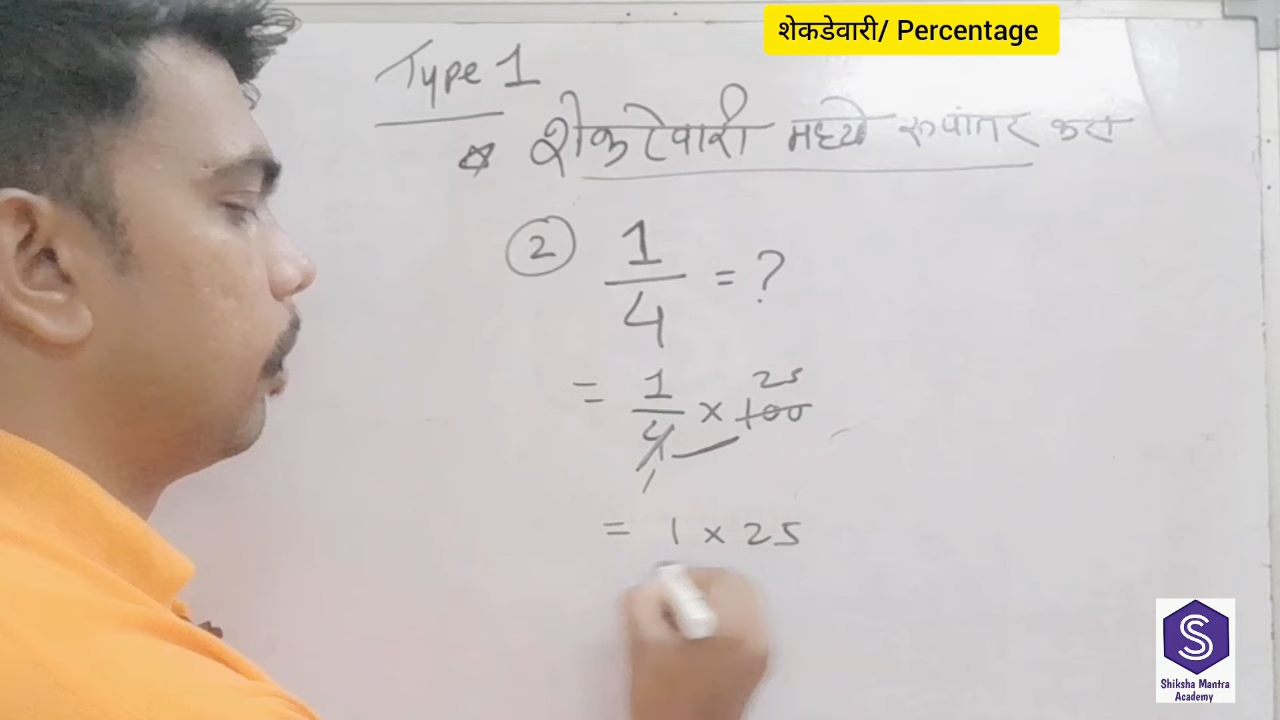 शेकडेवारी/ Percentage
Type 1
☆ शेकडेवारी मध्ये रूपांतर करा
② 1/4 = ?
= 1/4 × 100 25
1
= 1 × 25
S
Shiksha Mantra
Academy